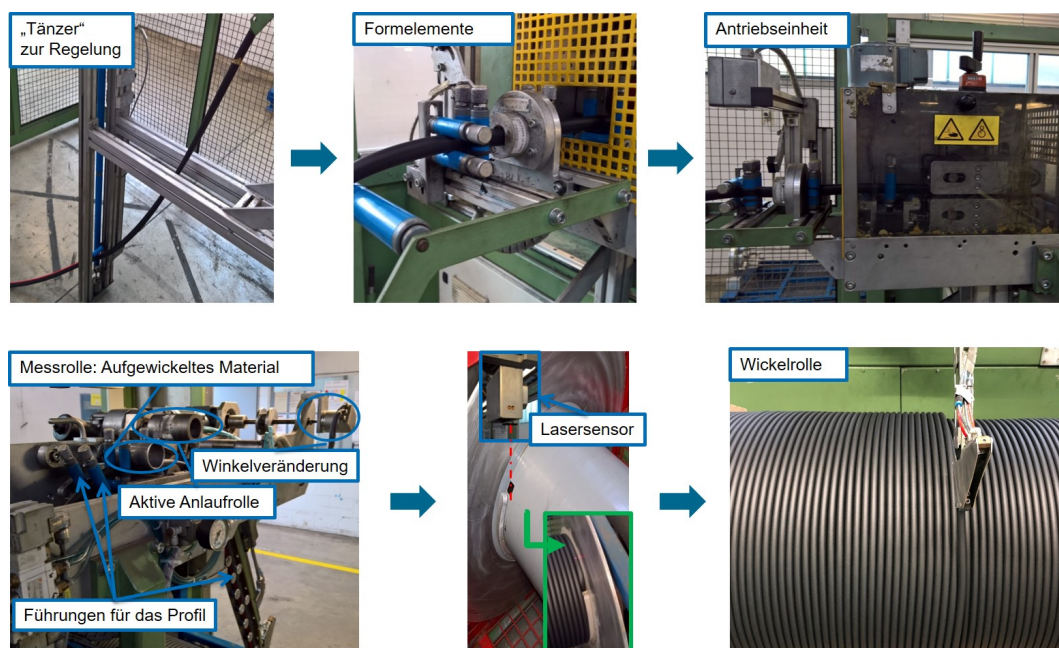 „Tänzer“
zur Regelung
Formelemente
Antriebseinheit
Messrolle: Aufgewickeltes Material
Winkelveränderung
Aktive Anlaufrolle
Führungen für das Profil
Lasersensor
Wickelrolle